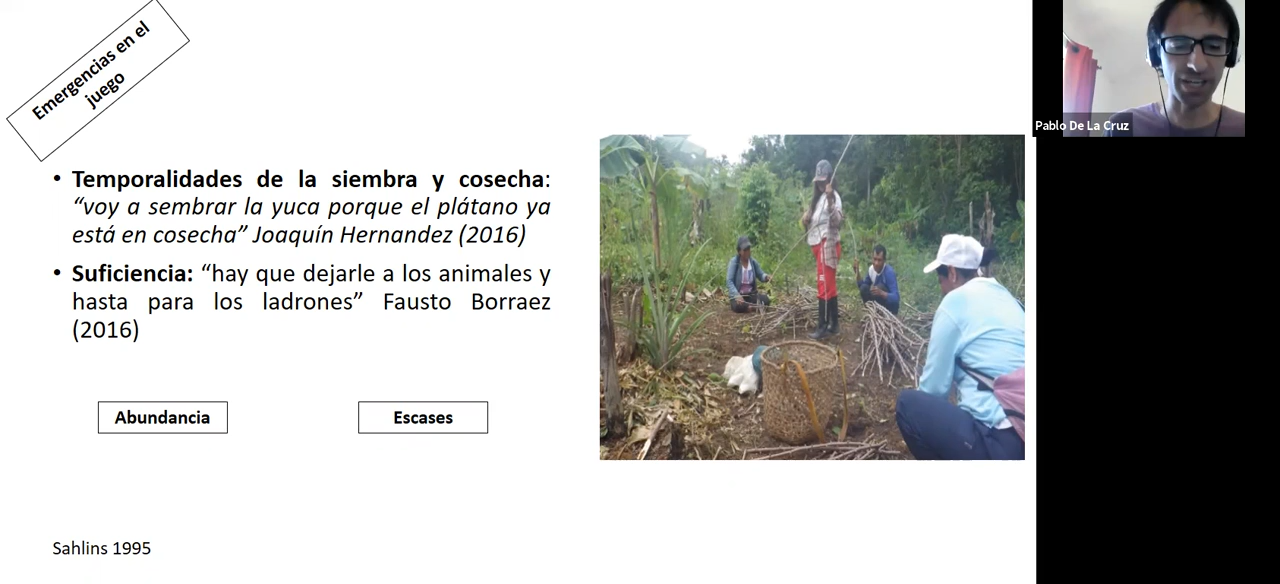 Emergencias en el
juego
Pablo De La Cruz
• Temporalidades de la siembra y cosecha:
“voy a sembrar la yuca porque el plátano ya
está en cosecha” Joaquín Hernandez (2016)
• Suficiencia: “hay que dejarle a los animales y
hasta para los ladrones” Fausto Borraez
(2016)
Abundancia
Escases
Sahlins 1995